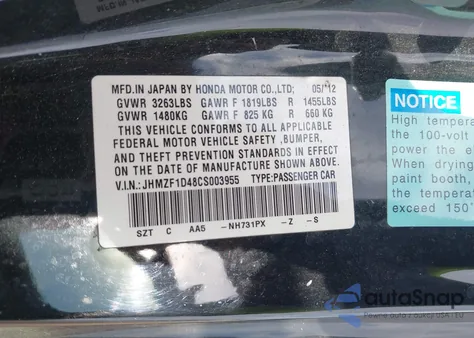 MFD.IN JAPAN BY HONDA MOTOR CO.,LTD; 05/12
GVWR 3263LBS GAWR F 1819LBS R 1455LBS
GVWR 1480KG GAWR F 825 KG R 660 KG
THIS VEHICLE CONFORMS TO ALL APPLICABLE
FEDERAL MOTOR VEHICLE SAFETY ,BUMPER,
AND THEFT PREVENTION STANDARDS IN EFFECT
ON THE DATE OF MANUFACTURE SHOWN ABOVE.
V.I.N.:JHMZF1D48CS003955 TYPE:PASSENGER CAR
SZT C AA5 -NH731PX -Z -S
NOTICE
High tempera
the 100-volt
power the el
When drying
paint booth,
the temperat
exceed 150°
autoSnap